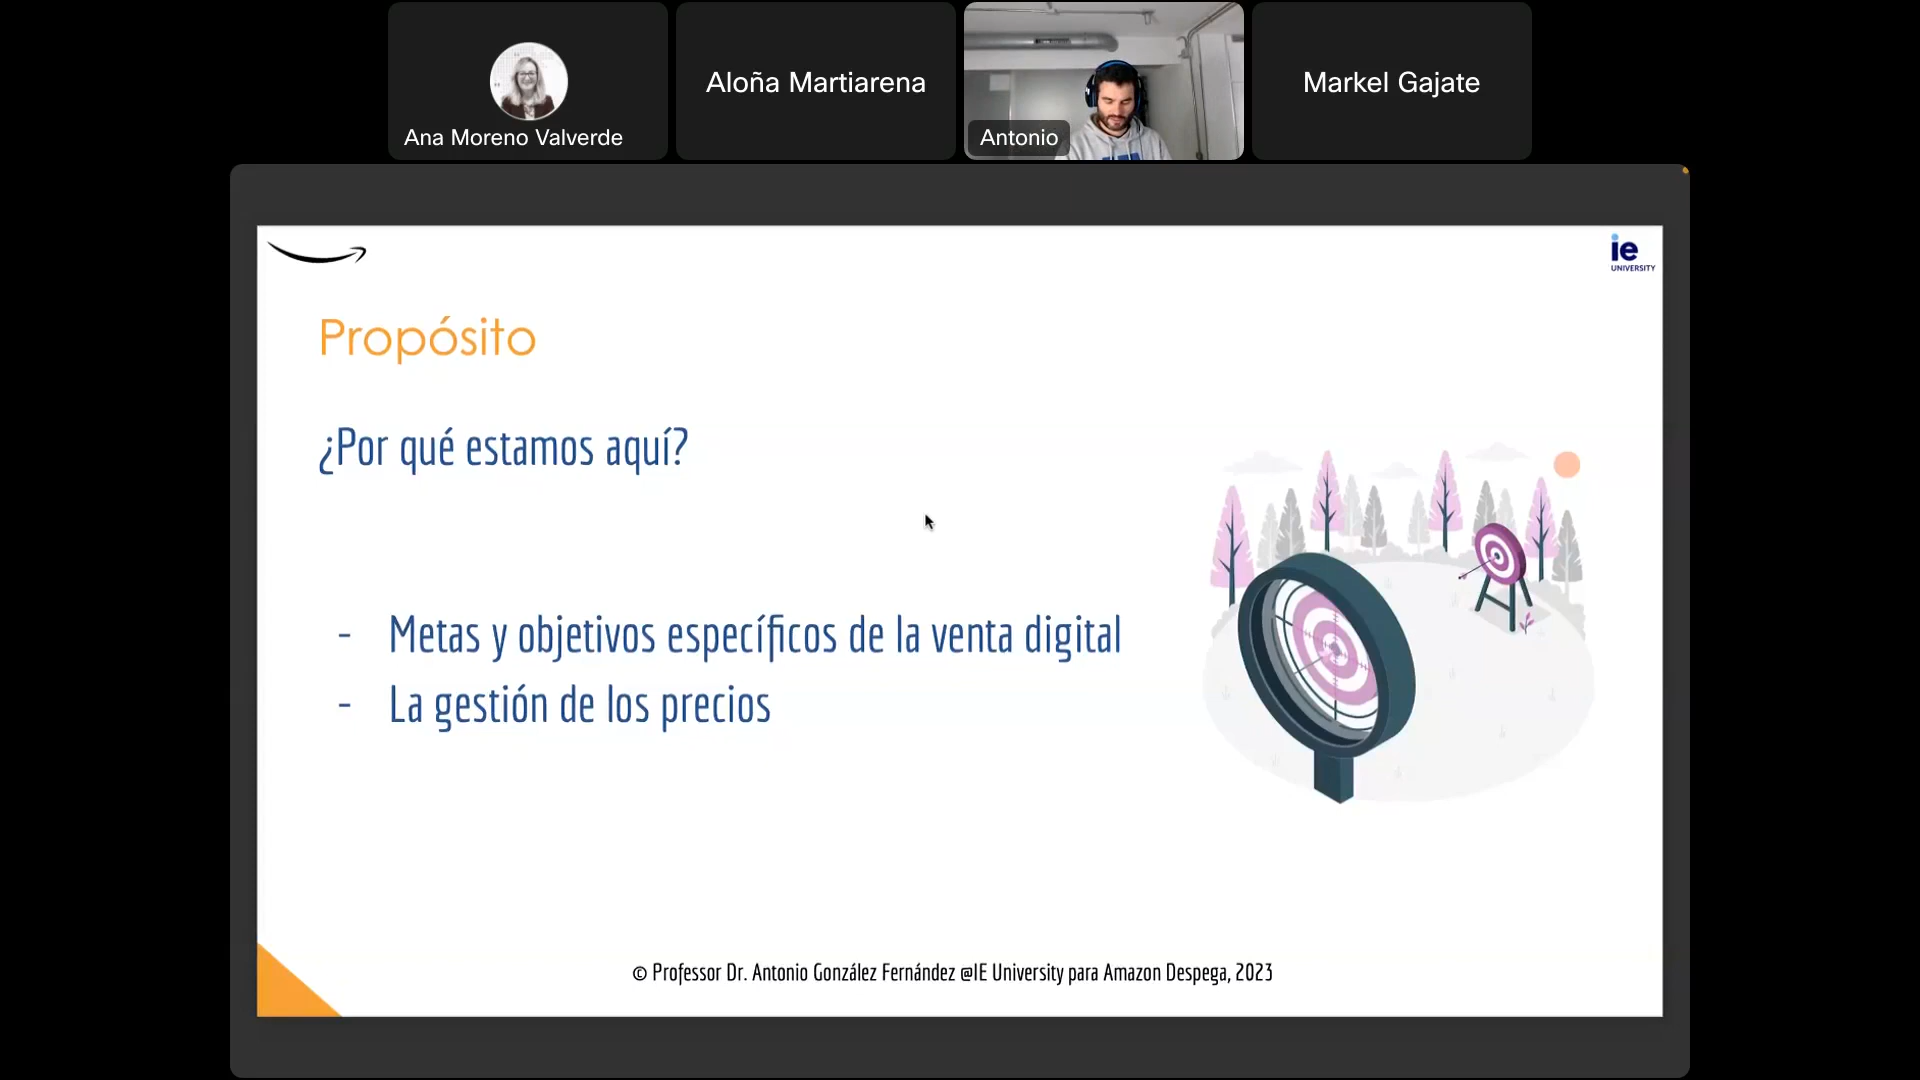 Ana Moreno Valverde
Aloña Martiarena
Antonio
Markel Gajate
ie
UNIVERSITY
Propósito
¿Por qué estamos aquí?
- Metas y objetivos específicos de la venta digital
- La gestión de los precios
© Professor Dr. Antonio González Fernández @IE University para Amazon Despega, 2023